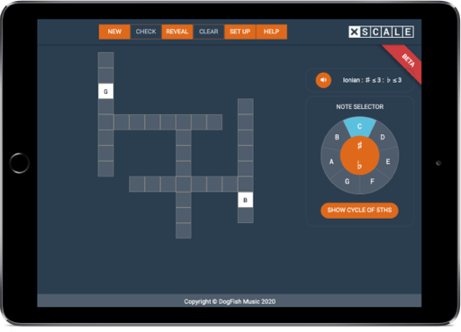 NEW CHECK REVEAL CLEAR SET UP HELP
XSCALE
BETA
Ionian : ♯ ≤ 3 : ♭ ≤ 3
G
B
NOTE SELECTOR
C
B D
♯
A E
♭
G F
SHOW CYCLE OF 5THS
Copyright © DogFish Music 2020